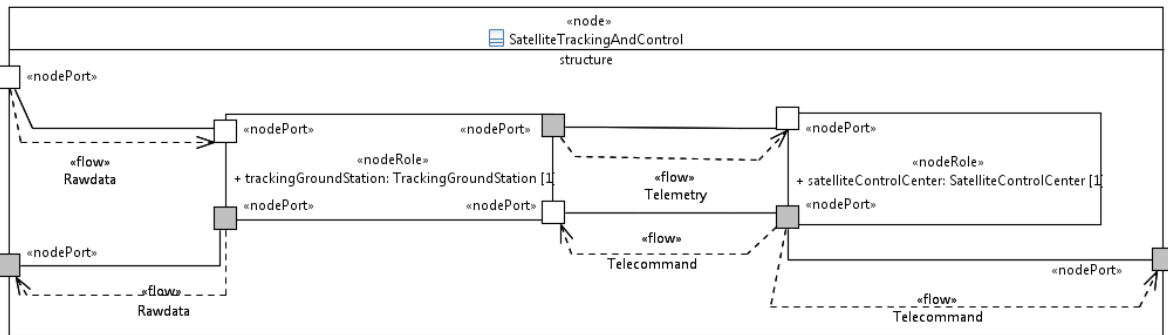 «node»
SatelliteTrackingAndControl
structure
«nodePort»
«nodePort»
«nodePort»
«nodePort»
«flow»
Rawdata
«nodeRole»
+ trackingGroundStation: TrackingGroundStation [1]
«flow»
Telemetry
«nodeRole»
+ satelliteControlCenter: SatelliteControlCenter [1]
«nodePort»
«nodePort»
«nodePort»
«nodePort»
«flow»
Telecommand
«nodePort»
«flow»
Rawdata
«flow»
Telecommand